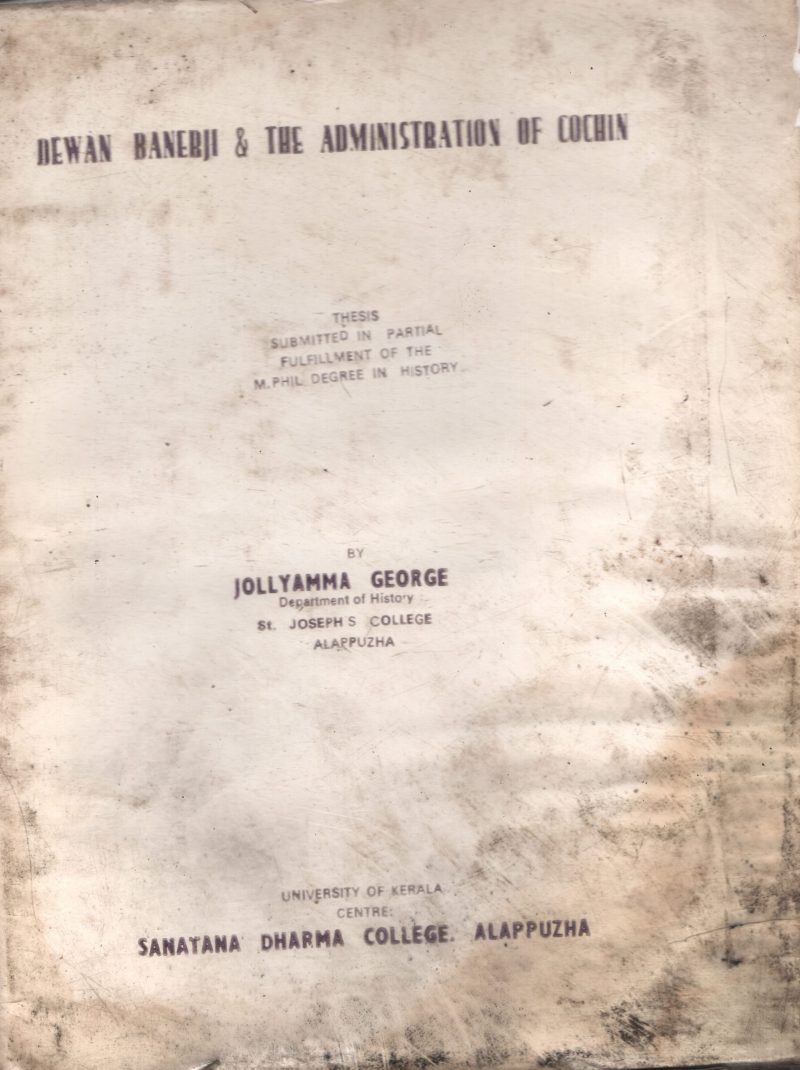 DEWAN BANERJI & THE ADMINISTRATION OF COCHIN
THESIS
SUBMITTED IN PARTIAL
FULFILLMENT OF THE
M.PHIL. DEGREE IN HISTORY.
BY
JOLLYAMMA GEORGE
Department of History
St. JOSEPH S COLLEGE
ALAPPUZHA
UNIVERSITY OF KERALA
CENTRE:
SANATANA DHARMA COLLEGE. ALAPPUZHA